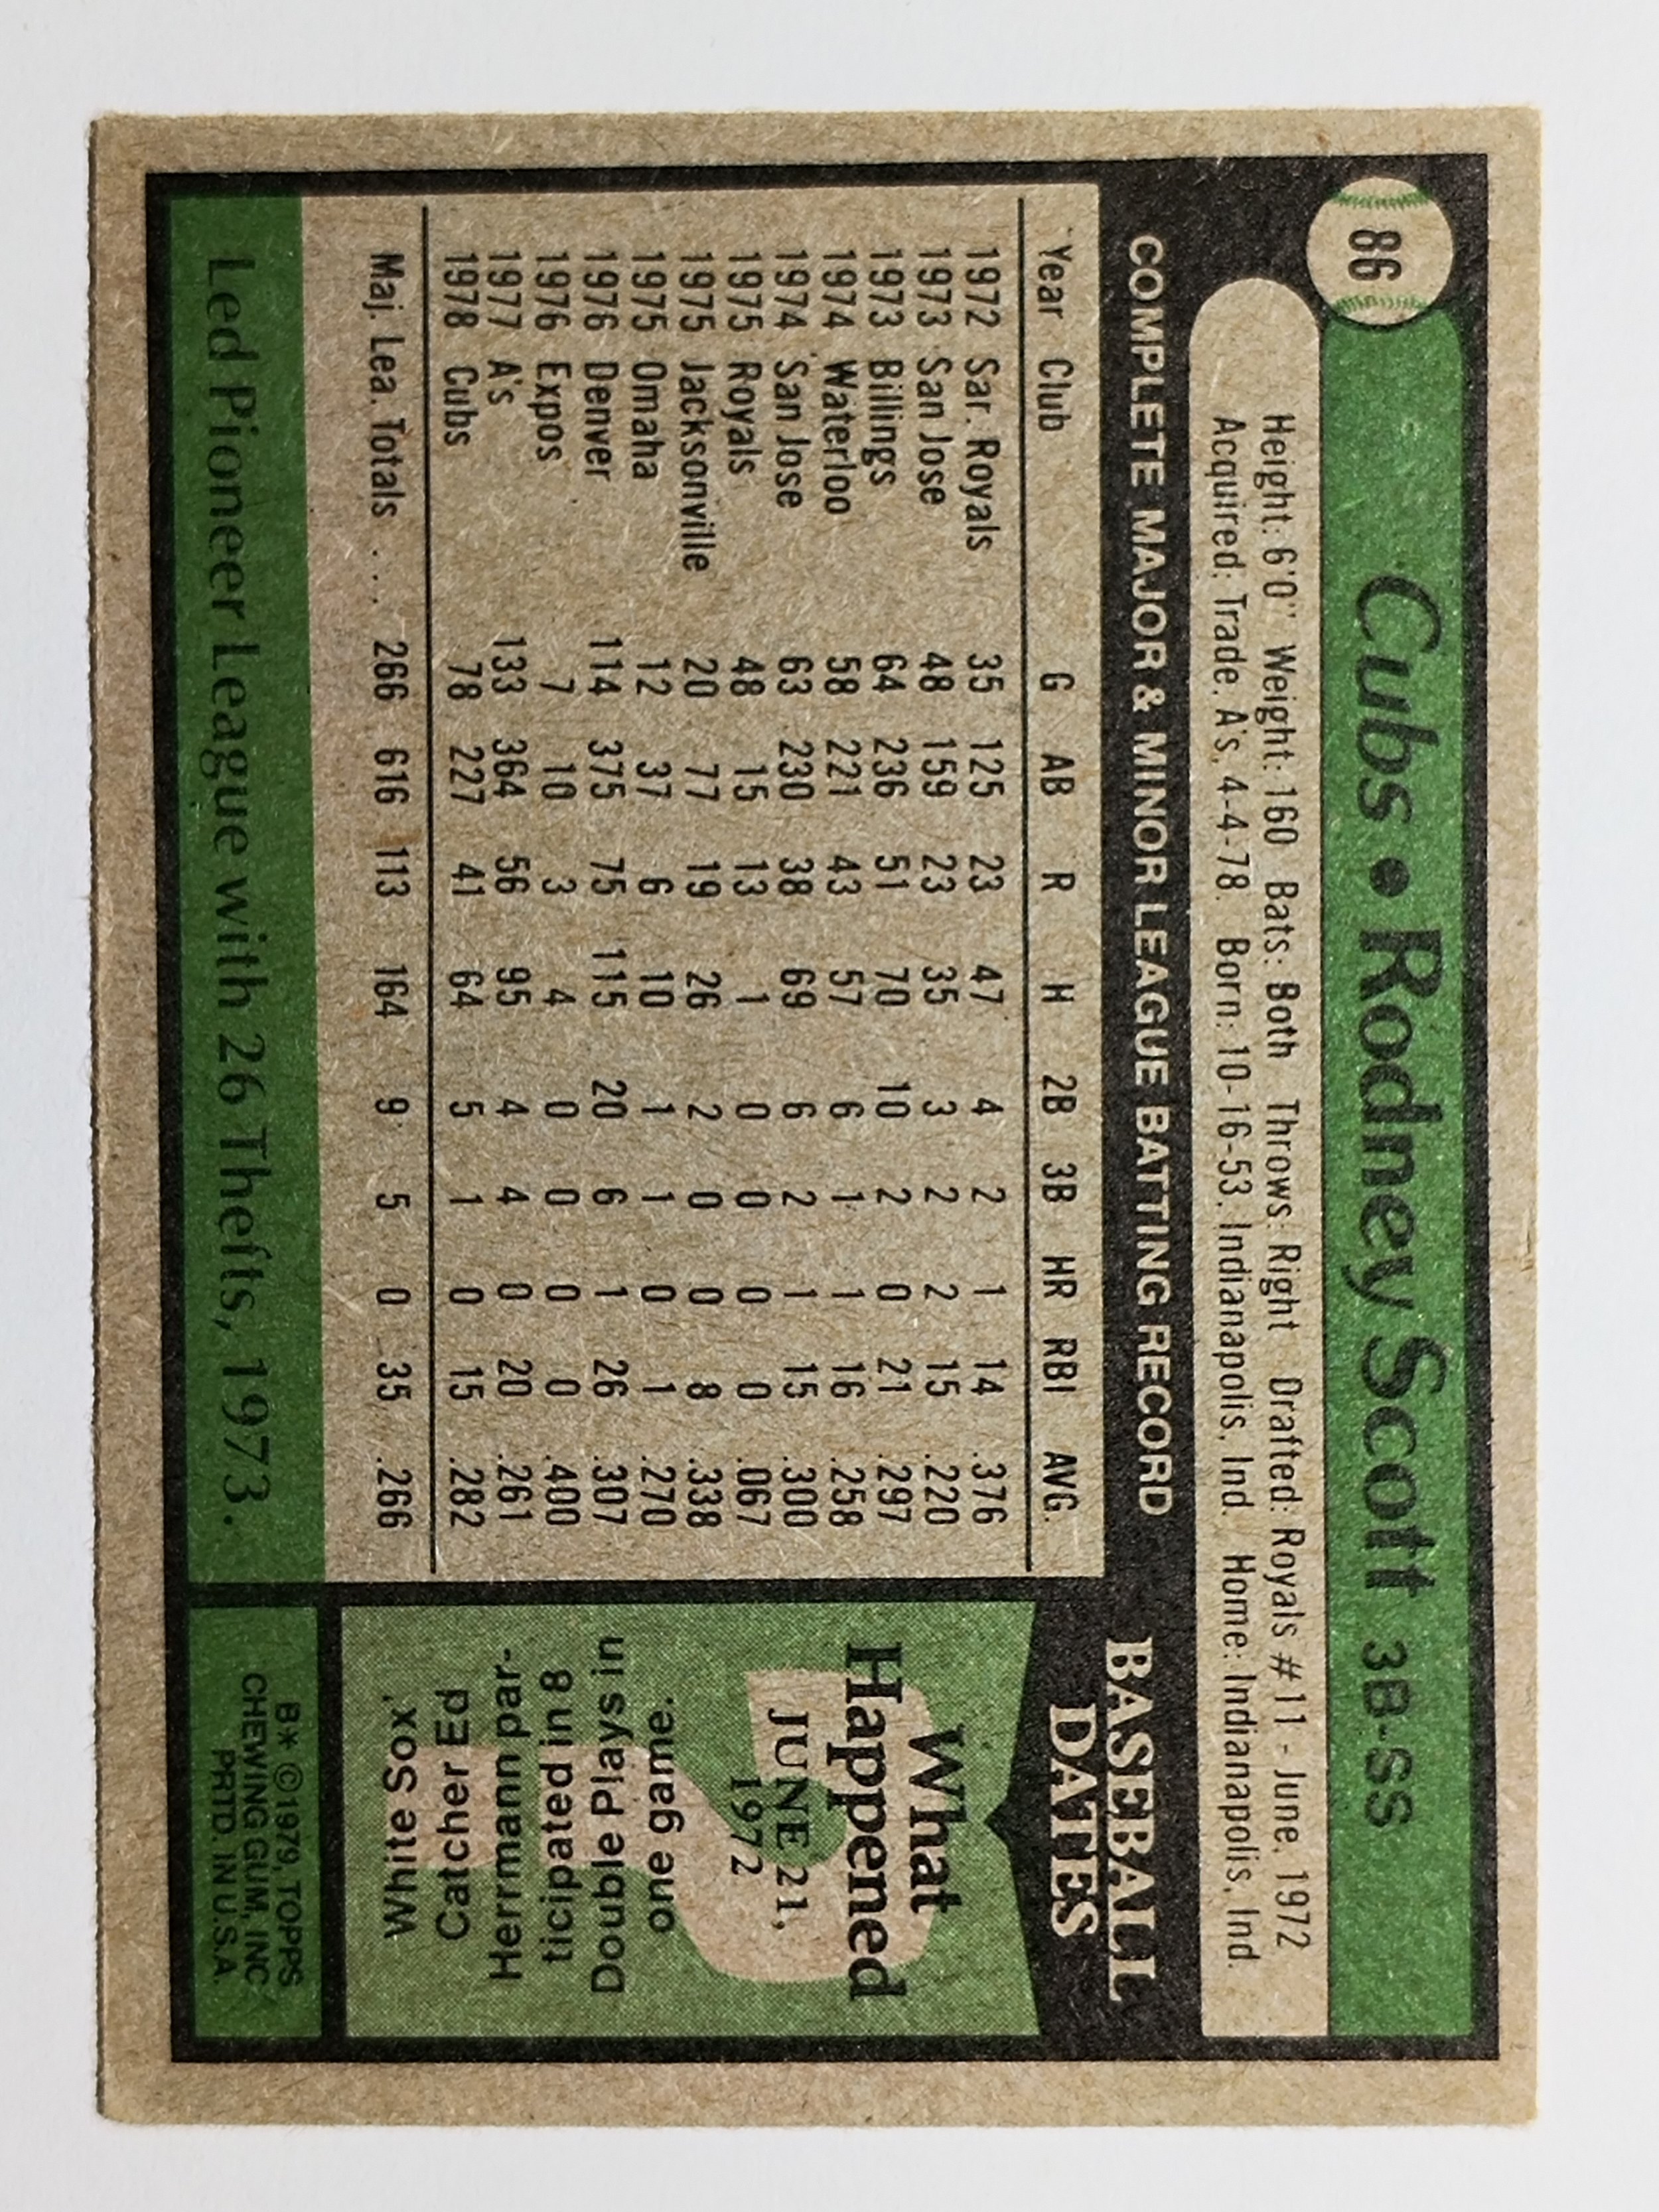 86
Cubs • Rodney Scott 3B-SS
Height: 6'0" Weight: 160 Bats: Both Throws: Right Drafted: Royals #11 - June, 1972
Acquired: Trade, A's, 4-4-78. Born: 10-16-53, Indianapolis, Ind. Home: Indianapolis, Ind.
COMPLETE MAJOR & MINOR LEAGUE BATTING RECORD
Year Club G AB R H 2B 3B HR RBI AVG.
1972 Sar. Royals 35 125 23 47 4 2 1 14 .376
1973 San Jose 48 159 23 35 3 2 2 15 .220
1973 Billings 64 236 51 70 10 2 0 21 .297
1974 Waterloo 58 221 43 57 6 1 1 16 .258
1974 San Jose 63 230 38 69 6 2 1 15 .300
1975 Royals 48 15 13 1 0 0 0 0 .067
1975 Jacksonville 20 77 19 26 2 0 0 8 .338
1975 Omaha 12 37 6 10 1 1 0 1 .270
1976 Denver 114 375 75 115 20 6 1 26 .307
1976 Expos 7 10 3 4 0 0 0 0 .400
1977 A's 133 364 56 95 4 4 0 20 .261
1978 Cubs 78 227 41 64 5 1 0 15 .282
Maj. Lea. Totals .... 266 616 113 164 9 5 0 35 .266
Led Pioneer League with 26 Thefts, 1973.
BASEBALL
DATES
What
Happened
JUNE 21,
1972
White Sox'
Catcher Ed
Herrmann par-
ticipated in 8
Double Plays in
one game.
B* ©1979, TOPPS
CHEWING GUM, INC.
PRTD. IN U.S.A.